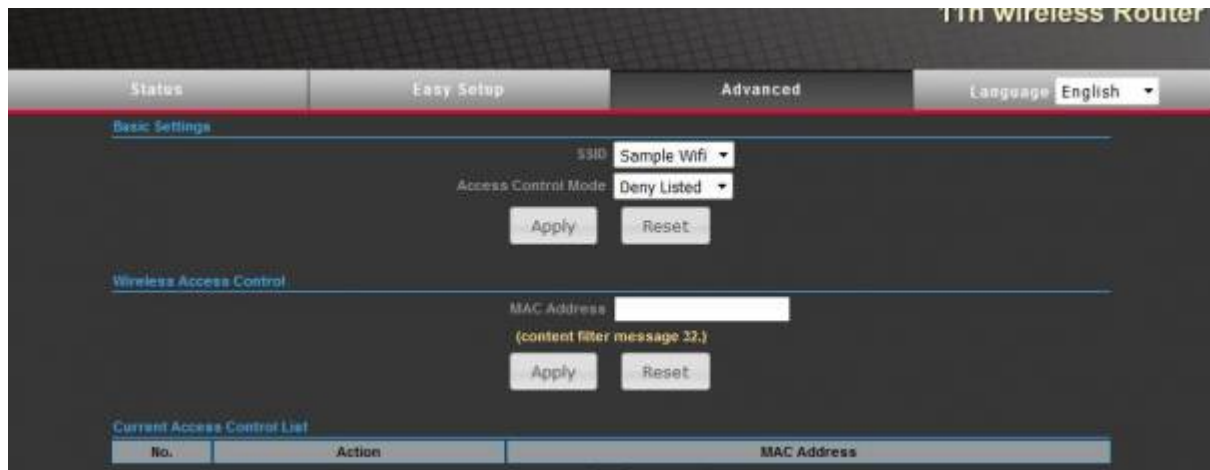 11n Wireless Router
Status Easy Setup Advanced Language English
Basic Settings
SSID Sample Wifi
Access Control Mode Deny Listed
Apply Reset
Wireless Access Control
MAC Address
(content filter message 32.)
Apply Reset
Current Access Control List
No. Action MAC Address